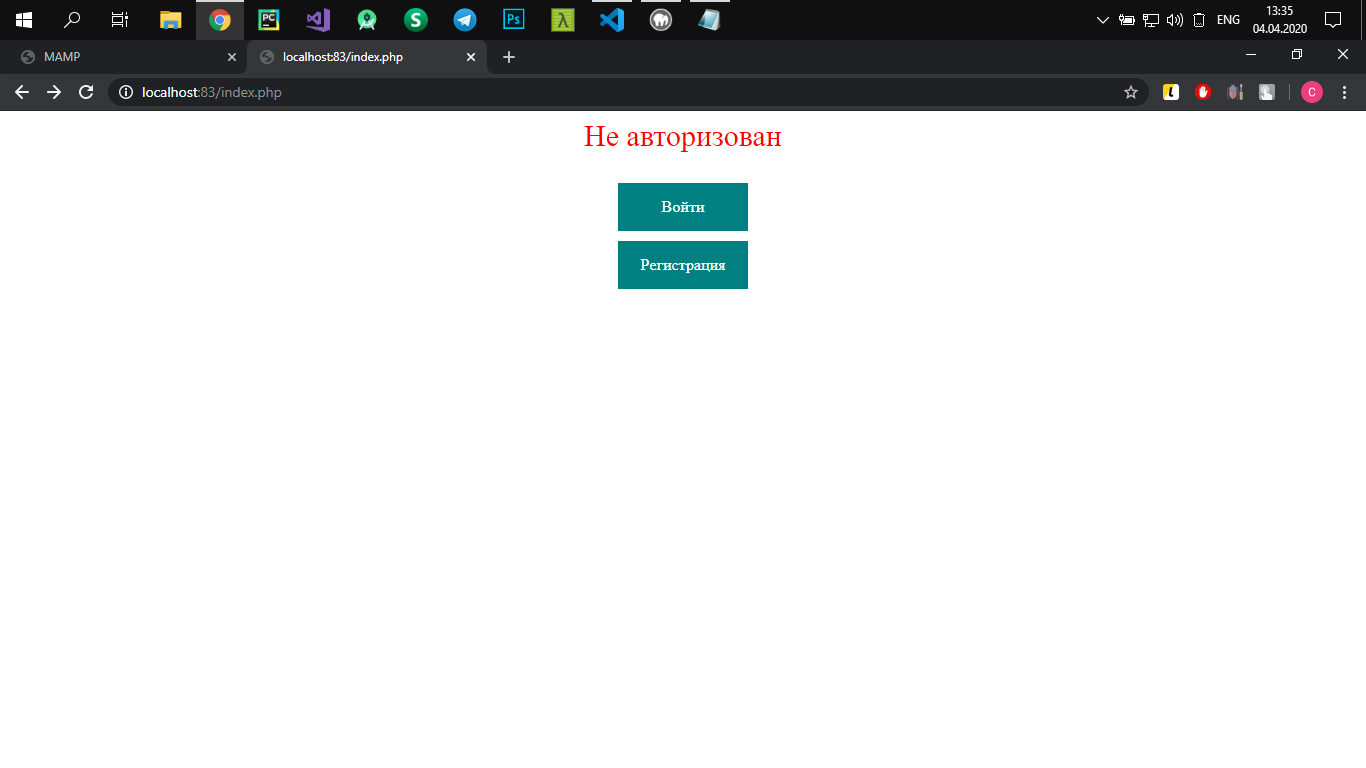 ENG
13:35
04.04.2020
MAMP
localhost:83/index.php
localhost:83/index.php
C
Не авторизован
Войти
Регистрация